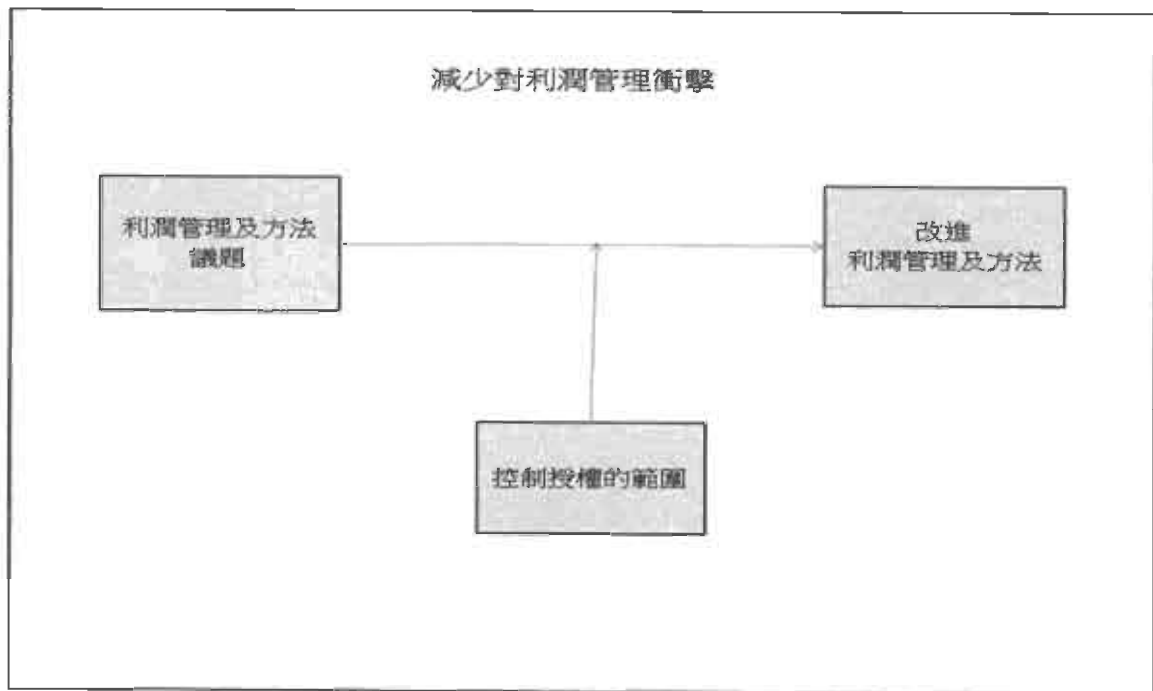 減少對利潤管理衝擊
利潤管理及方法
議題
改進
利潤管理及方法
控制授權的範圍